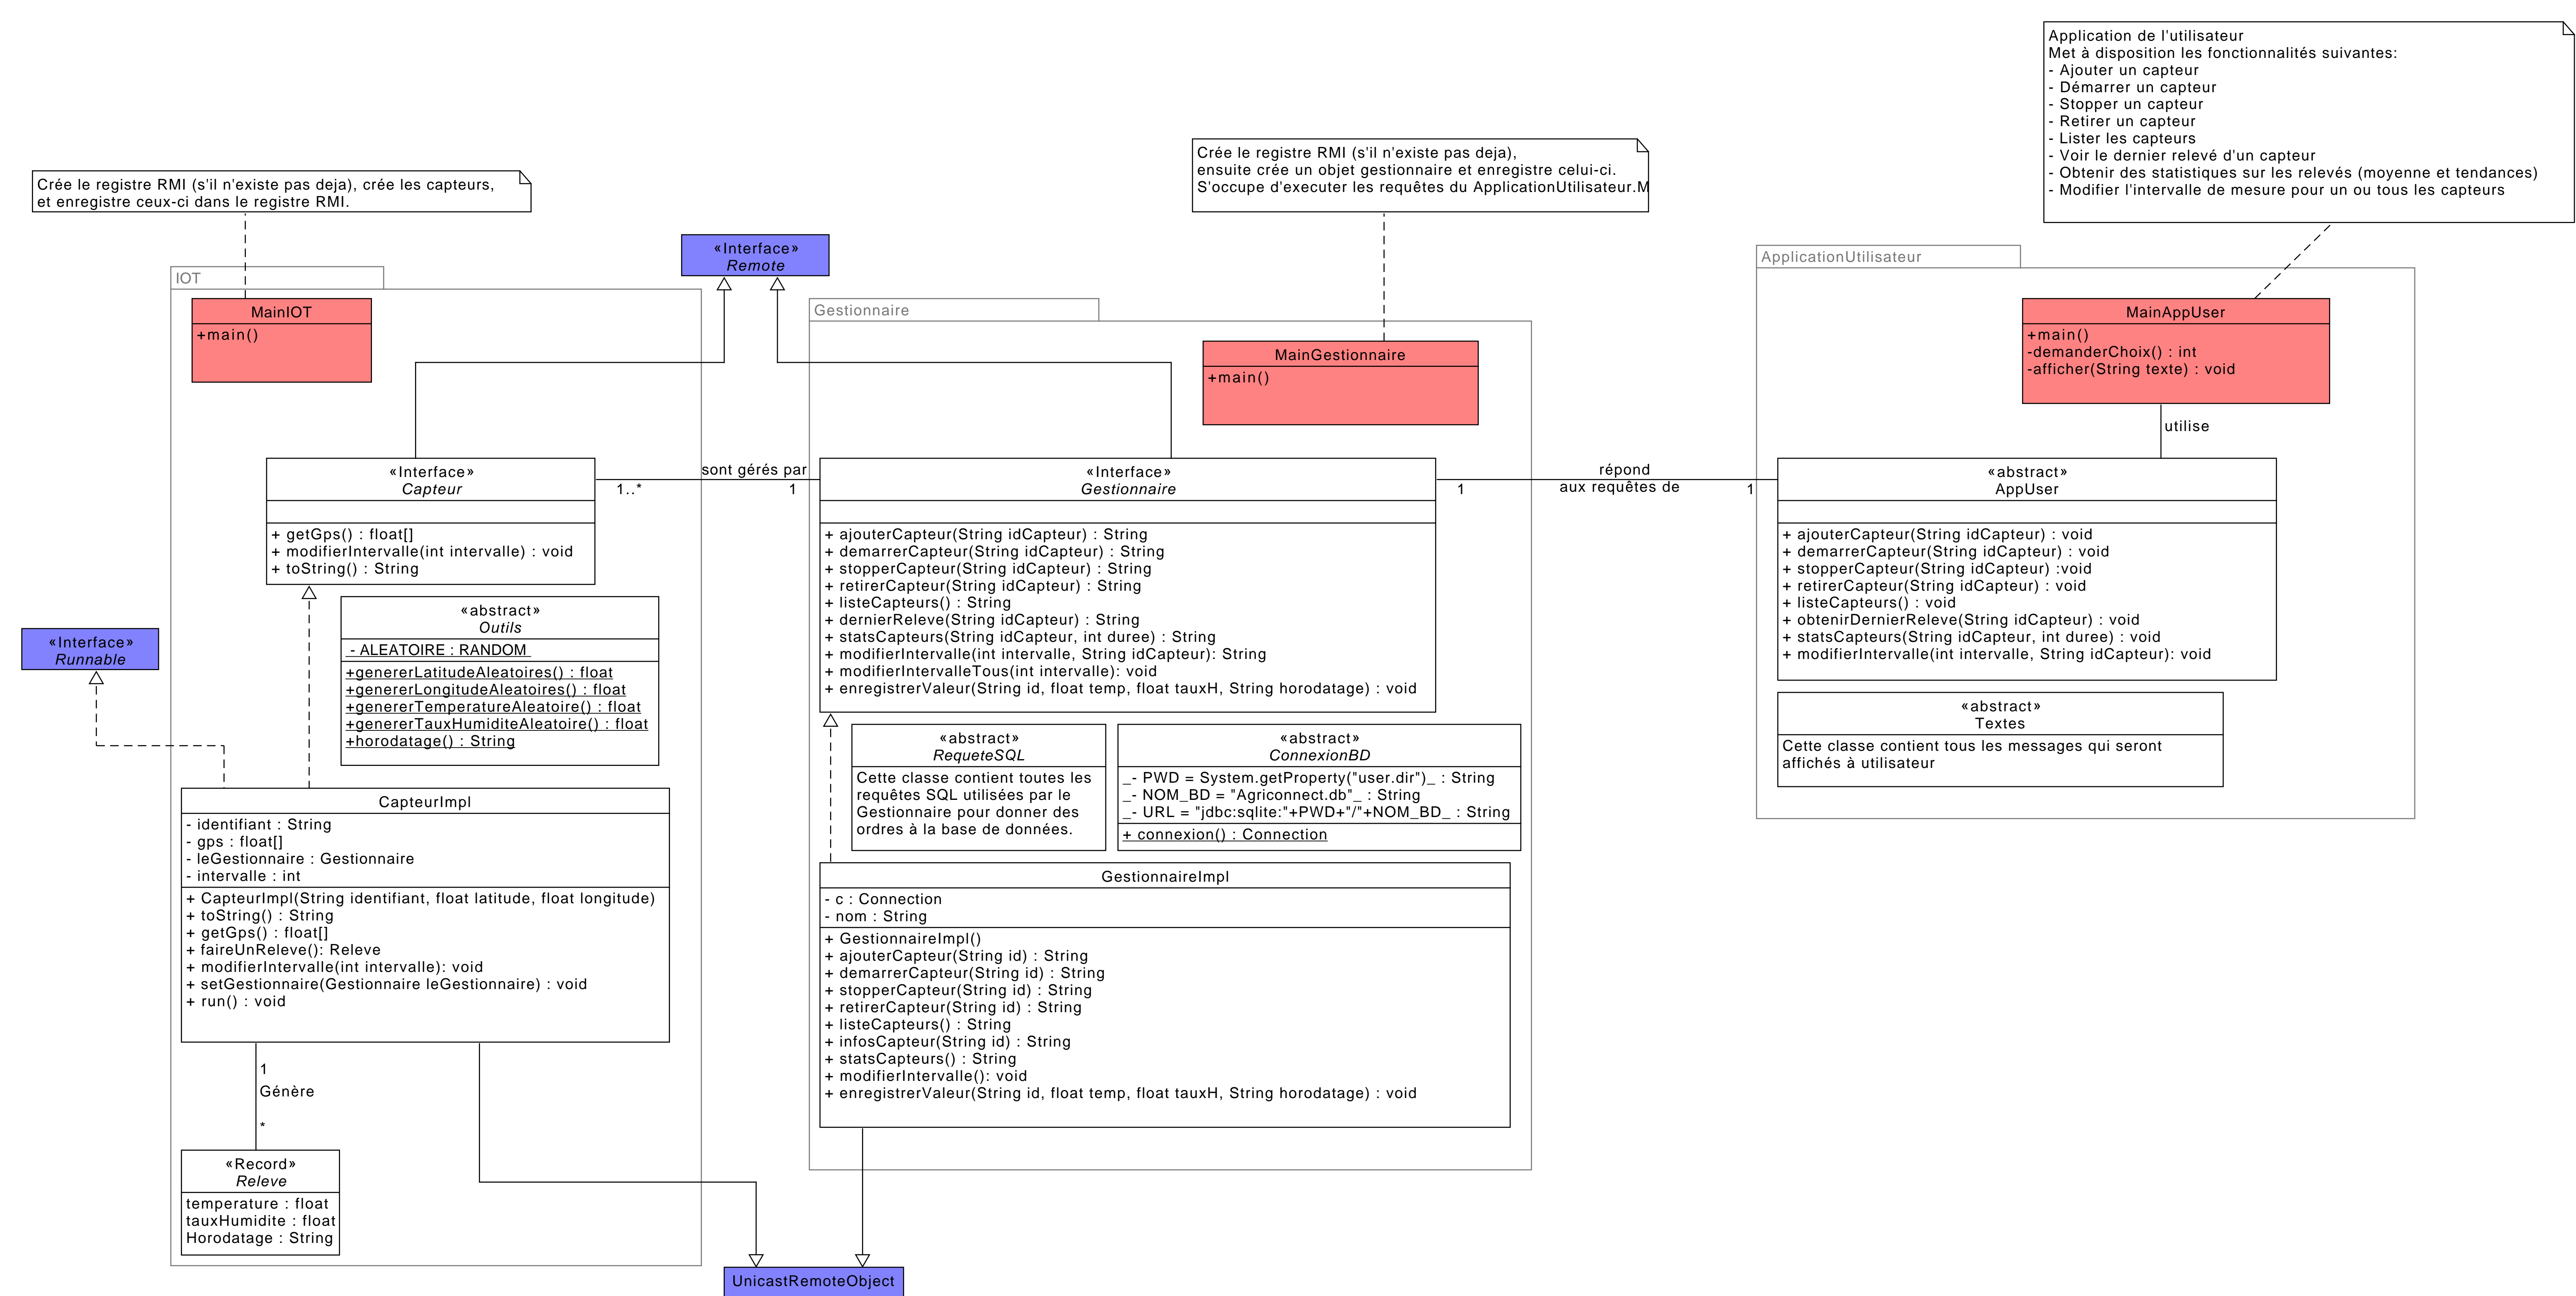 Application de l'utilisateur
Met à disposition les fonctionnalités suivantes:
- Ajouter un capteur
- Démarrer un capteur
- Stopper un capteur
- Retirer un capteur
- Lister les capteurs
- Voir le dernier relevé d'un capteur
- Obtenir des statistiques sur les relevés (moyenne et tendances)
- Modifier l'intervalle de mesure pour un ou tous les capteurs
Crée le registre RMI (s'il n'existe pas deja),
ensuite crée un objet gestionnaire et enregistre celui-ci.
S'occupe d'executer les requêtes du ApplicationUtilisateur.M
Crée le registre RMI (s'il n'existe pas deja), crée les capteurs,
et enregistre ceux-ci dans le registre RMI.
«Interface»
Remote
IOT
MainIOT
+main()
«Interface»
Capteur
+ getGps() : float[]
+ modifierIntervalle(int intervalle) : void
+ toString() : String
sont gérés par
1..*
1
«abstract»
Outils
- ALEATOIRE : RANDOM
+genererLatitudeAleatoires() : float
+genererLongitudeAleatoires() : float
+genererTemperatureAleatoire() : float
+genererTauxHumiditeAleatoire() : float
+horodatage() : String
«Interface»
Runnable
CapteurImpl
- identifiant : String
- gps : float[]
- leGestionnaire : Gestionnaire
- intervalle : int
+ CapteurImpl(String identifiant, float latitude, float longitude)
+ toString() : String
+ getGps() : float[]
+ faireUnReleve(): Releve
+ modifierIntervalle(int intervalle): void
+ setGestionnaire(Gestionnaire leGestionnaire) : void
+ run() : void
1
Génère
*
«Record»
Releve
temperature : float
tauxHumidite : float
Horodatage : String
Gestionnaire
MainGestionnaire
+main()
«Interface»
Gestionnaire
+ ajouterCapteur(String idCapteur) : String
+ demarrerCapteur(String idCapteur) : String
+ stopperCapteur(String idCapteur) : String
+ retirerCapteur(String idCapteur) : String
+ listeCapteurs() : String
+ dernierReleve(String idCapteur) : String
+ statsCapteurs(String idCapteur, int duree) : String
+ modifierIntervalle(int intervalle, String idCapteur): String
+ modifierIntervalleTous(int intervalle): void
+ enregistrerValeur(String id, float temp, float tauxH, String horodatage) : void
«abstract»
RequeteSQL
Cette classe contient toutes les
requêtes SQL utilisées par le
Gestionnaire pour donner des
ordres à la base de données.
«abstract»
ConnexionBD
_- PWD = System.getProperty("user.dir")_ : String
_- NOM_BD = "Agriconnect.db"_ : String
_- URL = "jdbc:sqlite:"+PWD+"/"+NOM_BD_ : String
+ connexion() : Connection
GestionnaireImpl
- c : Connection
- nom : String
+ GestionnaireImpl()
+ ajouterCapteur(String id) : String
+ demarrerCapteur(String id) : String
+ stopperCapteur(String id) : String
+ retirerCapteur(String id) : String
+ listeCapteurs() : String
+ infosCapteur(String id) : String
+ statsCapteurs() : String
+ modifierIntervalle(): void
+ enregistrerValeur(String id, float temp, float tauxH, String horodatage) : void
UnicastRemoteObject
répond
aux requêtes de
1
1
ApplicationUtilisateur
MainAppUser
+main()
-demanderChoix() : int
-afficher(String texte) : void
utilise
«abstract»
AppUser
+ ajouterCapteur(String idCapteur) : void
+ demarrerCapteur(String idCapteur) : void
+ stopperCapteur(String idCapteur) :void
+ retirerCapteur(String idCapteur) : void
+ listeCapteurs() : void
+ obtenirDernierReleve(String idCapteur) : void
+ statsCapteurs(String idCapteur, int duree) : void
+ modifierIntervalle(int intervalle, String idCapteur): void
«abstract»
Textes
Cette classe contient tous les messages qui seront
affichés à utilisateur